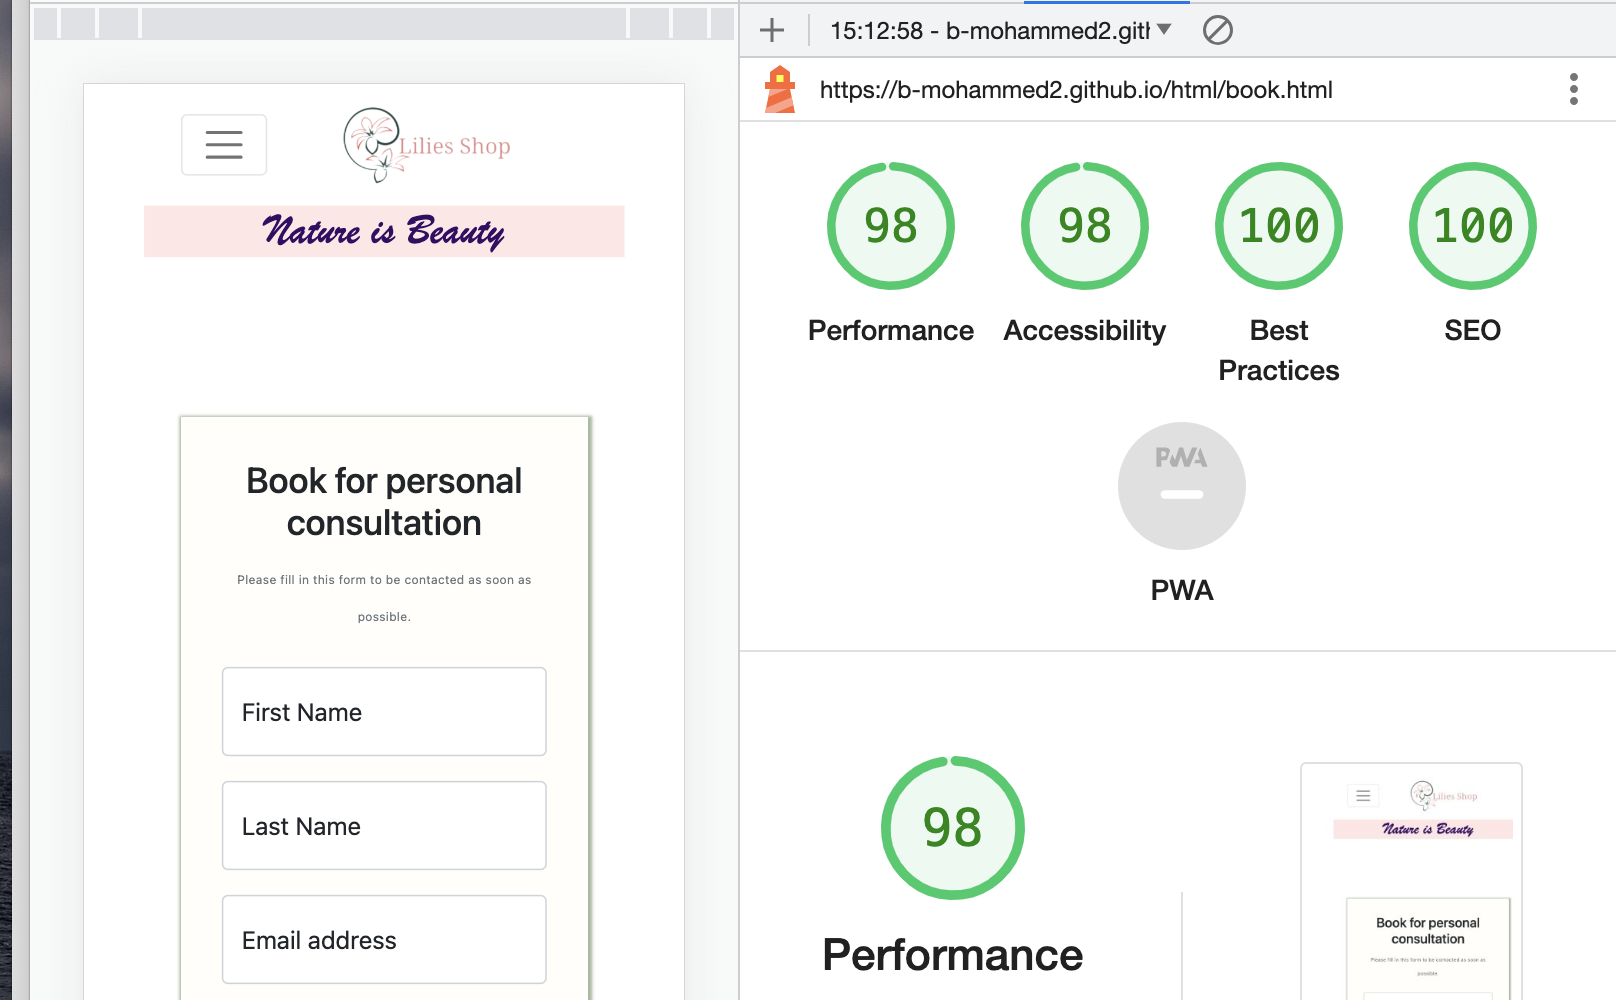 Lilies Shop
Nature is Beauty
Book for personal
consultation
Please fill in this form to be contacted as soon as
possible.
First Name
Last Name
Email address
15:12:58 - b-mohammed2.gith
https://b-mohammed2.github.io/html/book.html
98
Performance
98
Accessibility
100
Best
Practices
100
SEO
PWA
PWA
98
Performance
Lilies Shop
Nature is Beauty
Book for personal
consultation
Please fill in this form to be contacted as soon as
possible.